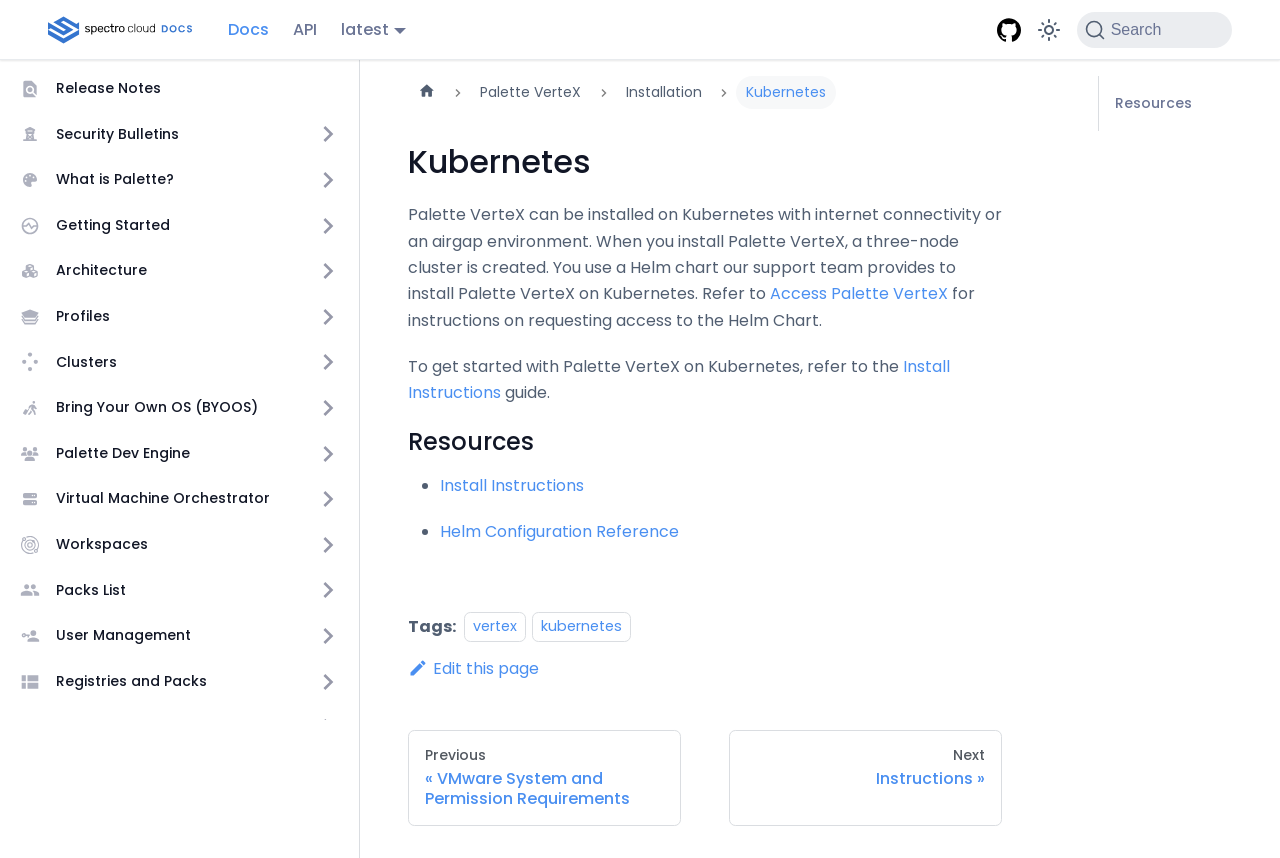 spectro cloud DOCS
Docs
API
latest
Search
Release Notes
Security Bulletins
What is Palette?
Getting Started
Architecture
Profiles
Clusters
Bring Your Own OS (BYOOS)
Palette Dev Engine
Virtual Machine Orchestrator
Workspaces
Packs List
User Management
Registries and Packs
Palette VerteX
Installation
Kubernetes
Kubernetes
Palette VerteX can be installed on Kubernetes with internet connectivity or
an airgap environment. When you install Palette VerteX, a three-node
cluster is created. You use a Helm chart our support team provides to
install Palette VerteX on Kubernetes. Refer to Access Palette VerteX for
instructions on requesting access to the Helm Chart.
To get started with Palette VerteX on Kubernetes, refer to the Install
Instructions guide.
Resources
Install Instructions
Helm Configuration Reference
Tags: vertex kubernetes
Edit this page
Previous
« VMware System and
Permission Requirements
Next
Instructions »
Resources